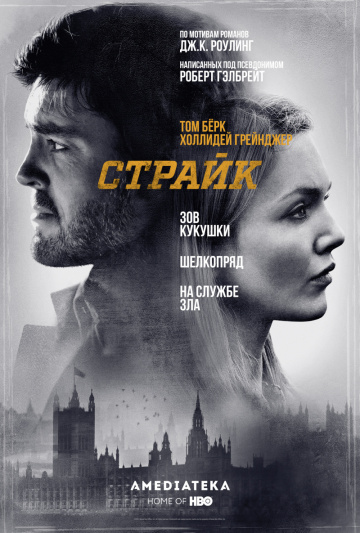 ПО МОТИВАМ РОМАНОВ
ДЖ.К. РОУЛИНГ
НАПИСАННЫХ ПОД ПСЕВДОНИМОМ
РОБЕРТ ГЭЛБРЕЙТ
ТОМ БЁРК
ХОЛЛИДЕЙ ГРЕЙНДЖЕР
СТРАЙК
ЗОВ
КУКУШКИ
ШЕЛКОПРЯД
НА СЛУЖБЕ
ЗЛА
AMEDIATEKA
HOME OF HBO